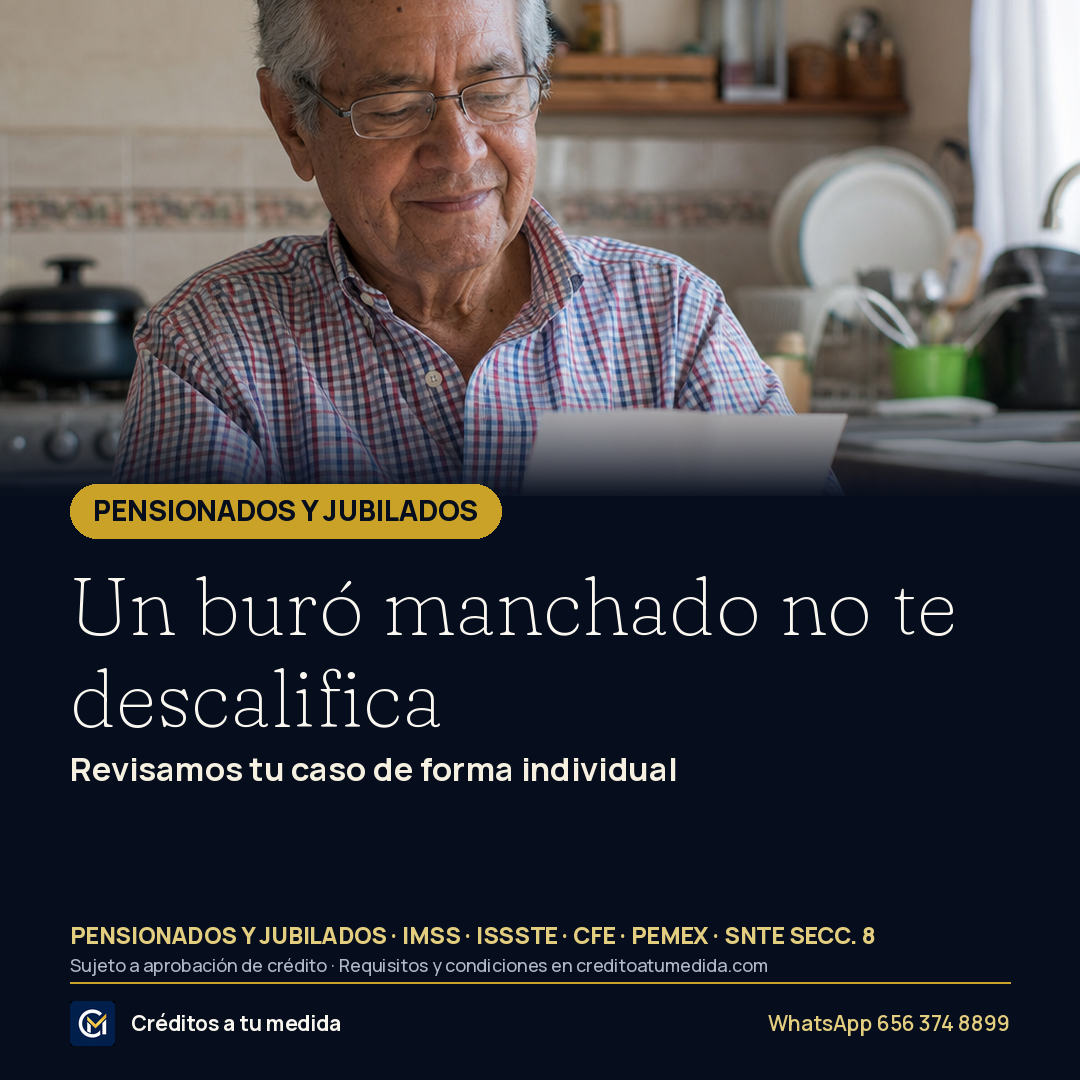 PENSIONADOS Y JUBILADOS
Un buró manchado no te
descalifica
Revisamos tu caso de forma individual
PENSIONADOS Y JUBILADOS · IMSS · ISSSTE · CFE · PEMEX · SNTE SECC. 8
Sujeto a aprobación de crédito · Requisitos y condiciones en creditoatumedida.com
Créditos a tu medida
WhatsApp 656 374 8899